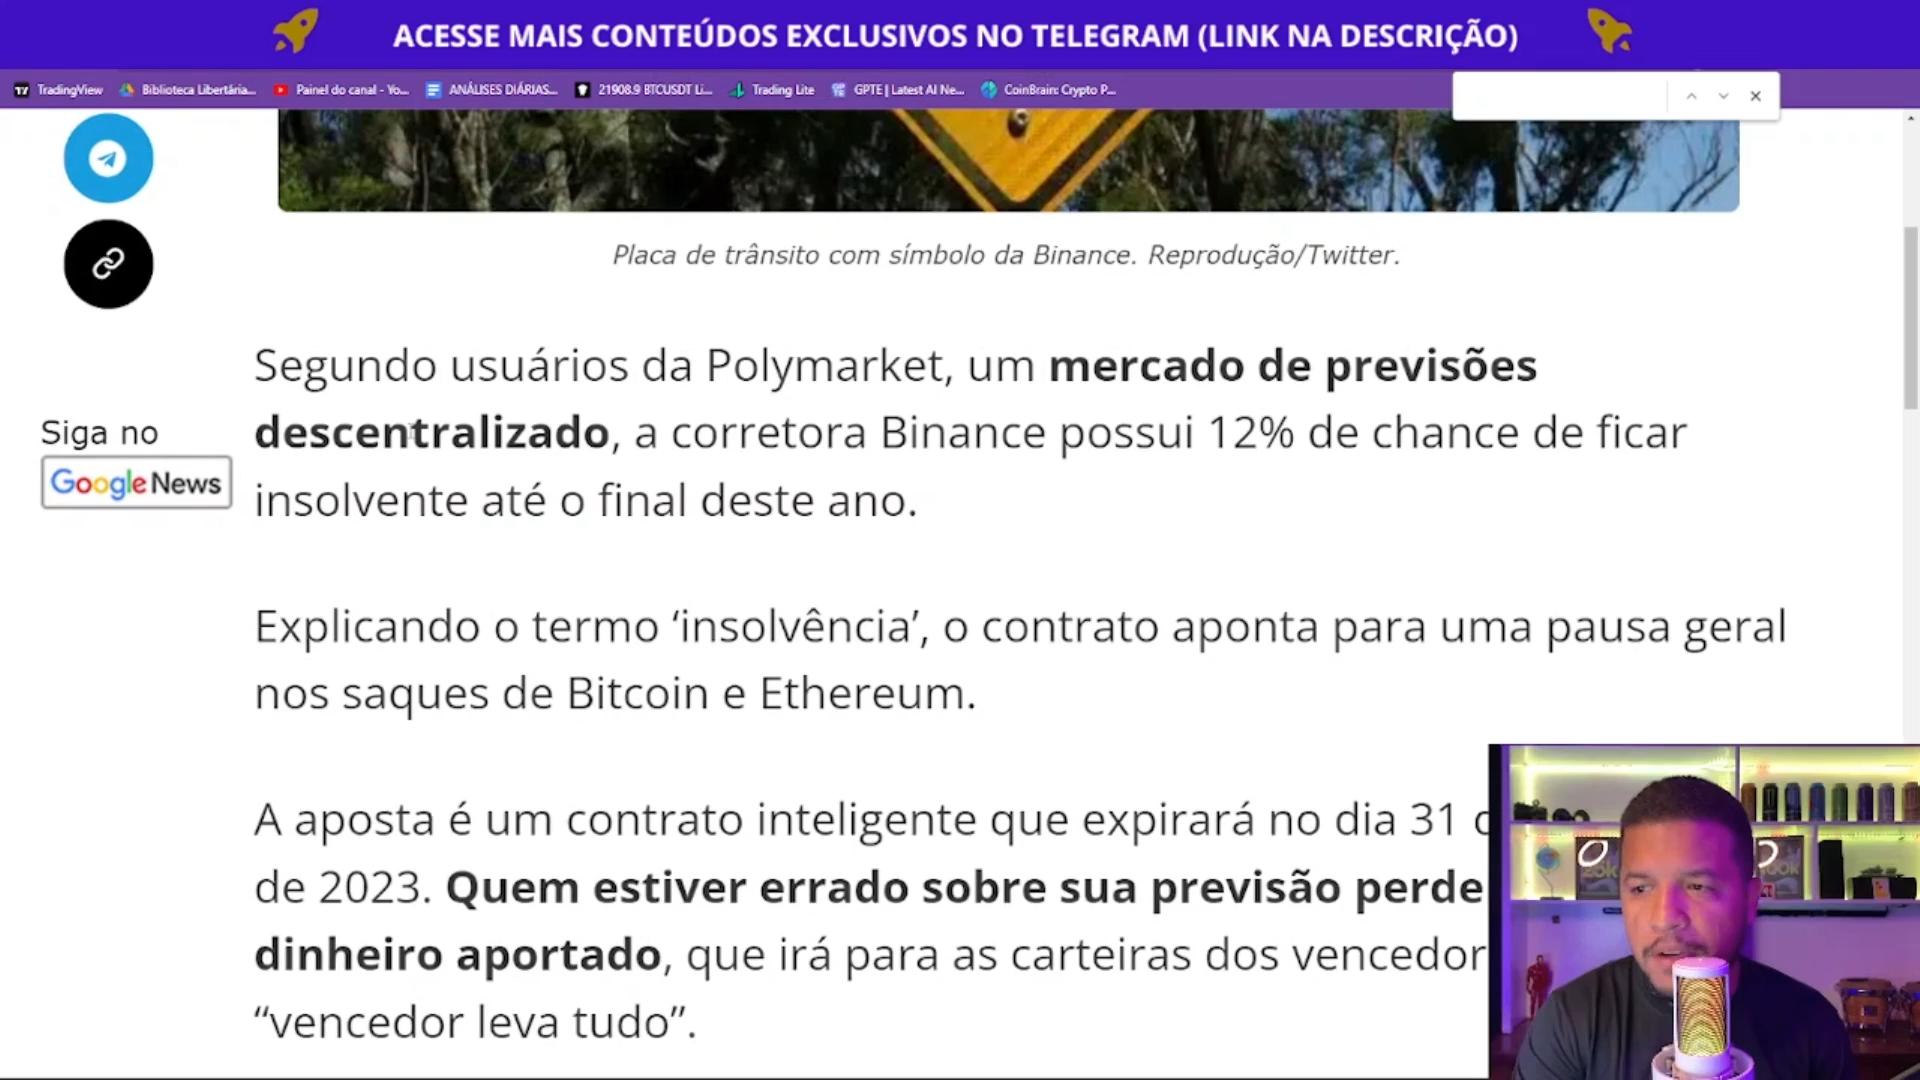 ACESSE MAIS CONTEÚDOS EXCLUSIVOS NO TELEGRAM (LINK NA DESCRIÇÃO)
TradingView Biblioteca Libertária... Painel do canal - Yo... ANÁLISES DIÁRIAS... 21908.9 BTCUSDT Li... Trading Lite GPTE | Latest AI Ne... CoinBrain: Crypto P...
Placa de trânsito com símbolo da Binance. Reprodução/Twitter.
Segundo usuários da Polymarket, um mercado de previsões
descentralizado, a corretora Binance possui 12% de chance de ficar
insolvente até o final deste ano.
Siga no
Google News
Explicando o termo ‘insolvência’, o contrato aponta para uma pausa geral
nos saques de Bitcoin e Ethereum.
A aposta é um contrato inteligente que expirará no dia 31
de 2023. Quem estiver errado sobre sua previsão perde
dinheiro aportado, que irá para as carteiras dos vencedor
“vencedor leva tudo”.